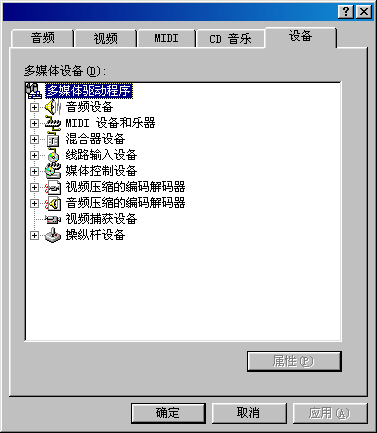 音频 视频 MIDI CD 音乐 设备
多媒体设备(D):
多媒体驱动程序
音频设备
MIDI 设备和乐器
混合器设备
线路输入设备
媒体控制设备
视频压缩的编码解码器
音频压缩的编码解码器
视频捕获设备
操纵杆设备
属性(P)
确定 取消 应用(A)